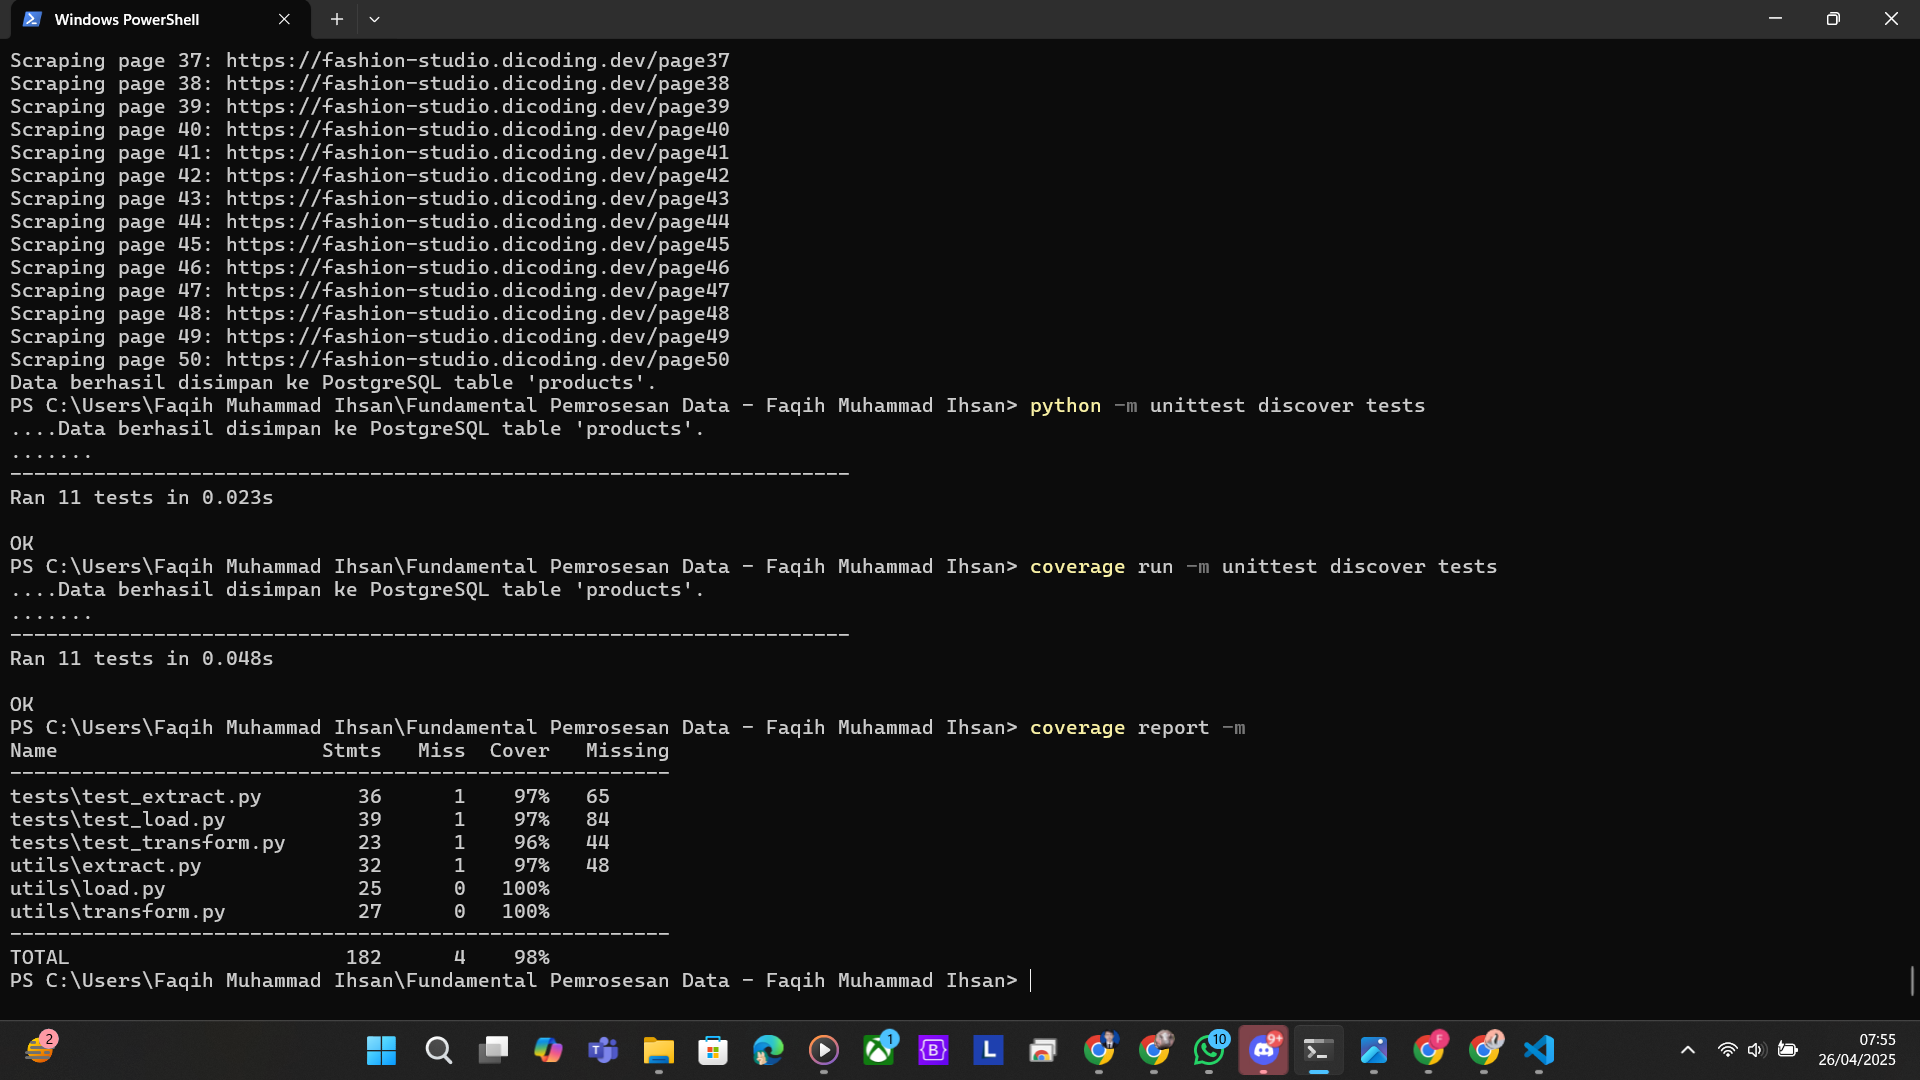 Windows PowerShell
Scraping page 37: https://fashion-studio.dicoding.dev/page37
Scraping page 38: https://fashion-studio.dicoding.dev/page38
Scraping page 39: https://fashion-studio.dicoding.dev/page39
Scraping page 40: https://fashion-studio.dicoding.dev/page40
Scraping page 41: https://fashion-studio.dicoding.dev/page41
Scraping page 42: https://fashion-studio.dicoding.dev/page42
Scraping page 43: https://fashion-studio.dicoding.dev/page43
Scraping page 44: https://fashion-studio.dicoding.dev/page44
Scraping page 45: https://fashion-studio.dicoding.dev/page45
Scraping page 46: https://fashion-studio.dicoding.dev/page46
Scraping page 47: https://fashion-studio.dicoding.dev/page47
Scraping page 48: https://fashion-studio.dicoding.dev/page48
Scraping page 49: https://fashion-studio.dicoding.dev/page49
Scraping page 50: https://fashion-studio.dicoding.dev/page50
Data berhasil disimpan ke PostgreSQL table 'products'.
PS C:\Users\Faqih Muhammad Ihsan\Fundamental Pemrosesan Data - Faqih Muhammad Ihsan> python -m unittest discover tests
....Data berhasil disimpan ke PostgreSQL table 'products'.
.......
----------------------------------------------------------------------
Ran 11 tests in 0.023s
OK
PS C:\Users\Faqih Muhammad Ihsan\Fundamental Pemrosesan Data - Faqih Muhammad Ihsan> coverage run -m unittest discover tests
....Data berhasil disimpan ke PostgreSQL table 'products'.
.......
----------------------------------------------------------------------
Ran 11 tests in 0.048s
OK
PS C:\Users\Faqih Muhammad Ihsan\Fundamental Pemrosesan Data - Faqih Muhammad Ihsan> coverage report -m
Name                      Stmts   Miss  Cover   Missing
-------------------------------------------------------
tests\test_extract.py        36      1    97%   65
tests\test_load.py           39      1    97%   84
tests\test_transform.py      23      1    96%   44
utils\extract.py             32      1    97%   48
utils\load.py                25      0   100%
utils\transform.py           27      0   100%
-------------------------------------------------------
TOTAL                       182      4    98%
PS C:\Users\Faqih Muhammad Ihsan\Fundamental Pemrosesan Data - Faqih Muhammad Ihsan>
2
1
10
9+
07:55
26/04/2025